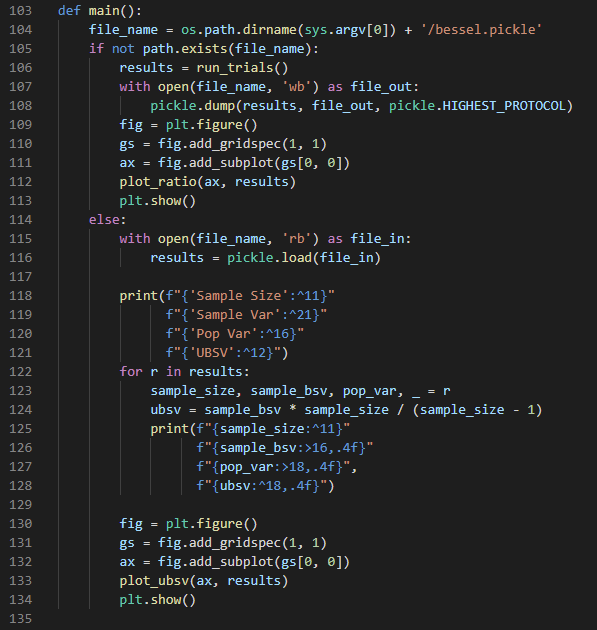 103 def main():
104     file_name = os.path.dirname(sys.argv[0]) + '/bessel.pickle'
105     if not path.exists(file_name):
106         results = run_trials()
107         with open(file_name, 'wb') as file_out:
108             pickle.dump(results, file_out, pickle.HIGHEST_PROTOCOL)
109         fig = plt.figure()
110         gs = fig.add_gridspec(1, 1)
111         ax = fig.add_subplot(gs[0, 0])
112         plot_ratio(ax, results)
113         plt.show()
114     else:
115         with open(file_name, 'rb') as file_in:
116             results = pickle.load(file_in)
117
118         print(f"{'Sample Size':^11}"
119               f"{'Sample Var':^21}"
120               f"{'Pop Var':^16}"
121               f"{'UBSV':^12}")
122         for r in results:
123             sample_size, sample_bsv, pop_var, _ = r
124             ubsv = sample_bsv * sample_size / (sample_size - 1)
125             print(f"{sample_size:^11}"
126                   f"{sample_bsv:>16,.4f}"
127                   f"{pop_var:>18,.4f}",
128                   f"{ubsv:^18,.4f}")
129
130         fig = plt.figure()
131         gs = fig.add_gridspec(1, 1)
132         ax = fig.add_subplot(gs[0, 0])
133         plot_ubsv(ax, results)
134         plt.show()
135